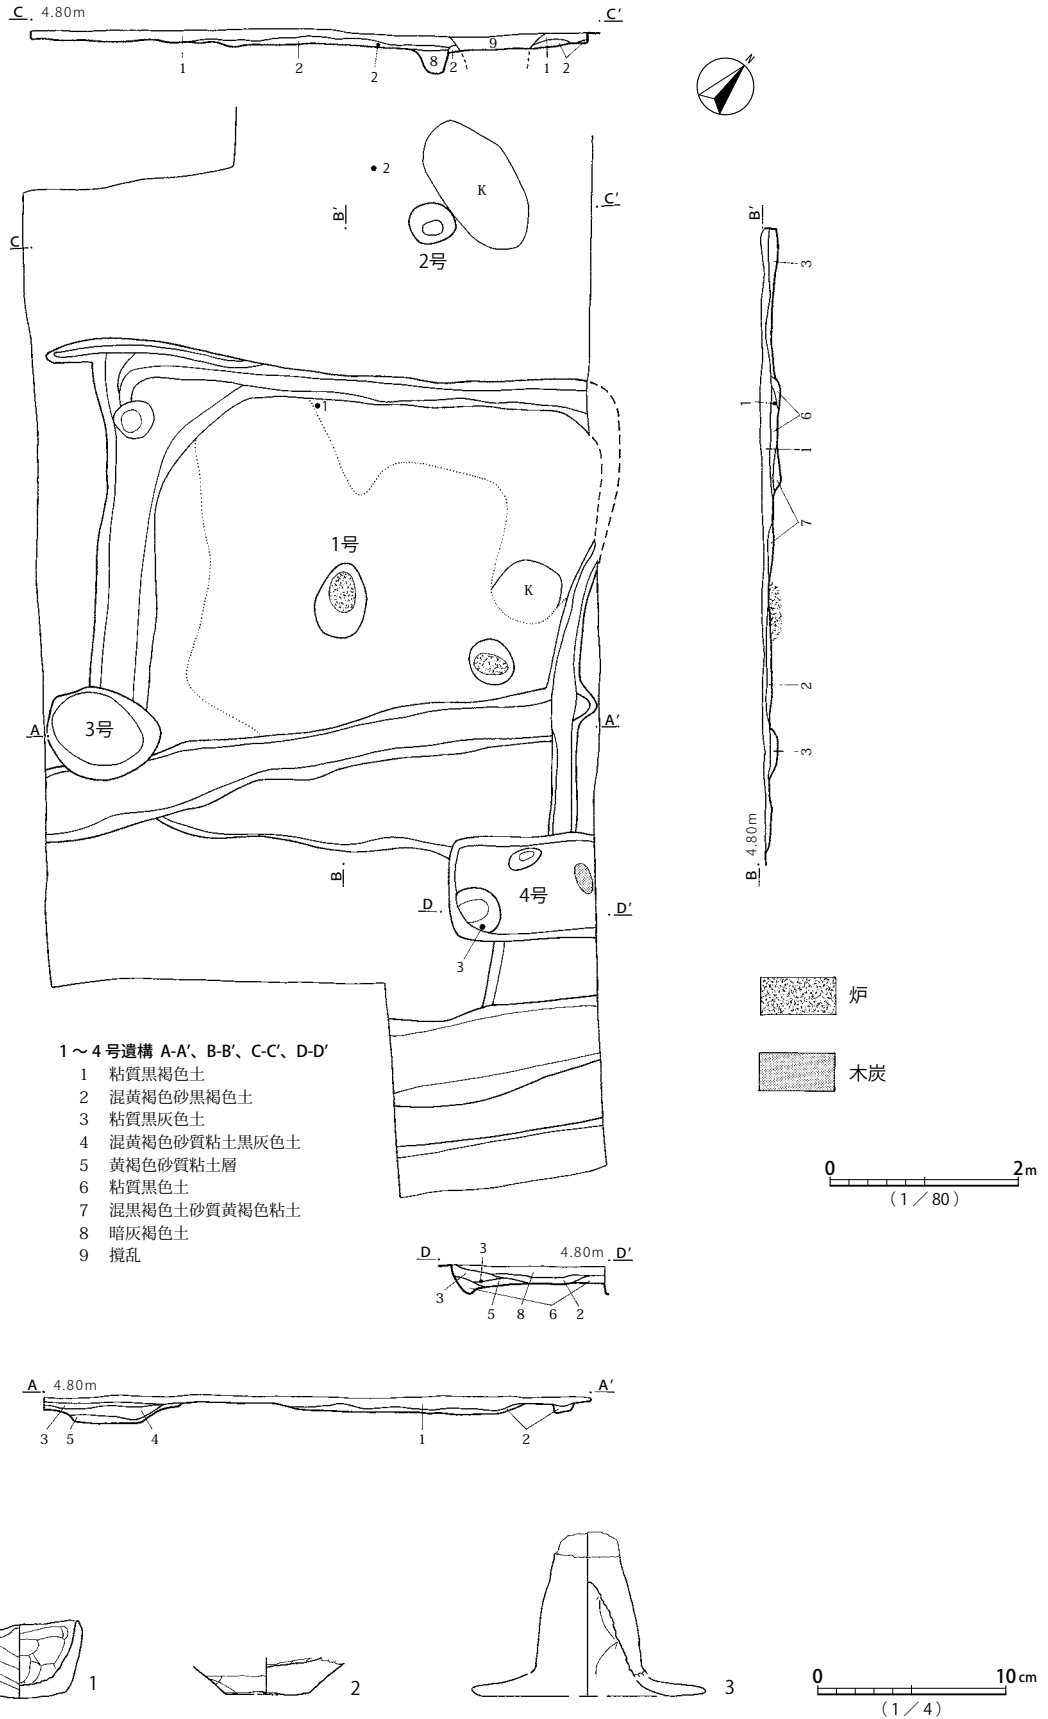 C 4.80m C′
1 2 2 8 2 9 1 2
N
2
K
B′
C′
C
2号
B′
3
1
1
6
1
7
1号
K
2
3
A
3号
A′
4.80m
B
B
D
4号
D′
3
炉
木炭
1～4号遺構 A-A′、B-B′、C-C′、D-D′
1 粘質黒褐色土
2 混黄褐色砂黒褐色土
3 粘質黒灰色土
4 混黄褐色砂質粘土黒灰色土
5 黄褐色砂質粘土層
6 粘質黒色土
7 混黒褐色土砂質黄褐色粘土
8 暗灰褐色土
9 撹乱
0 2m
（1／80）
D 3 4.80m D′
3 5 8 6 2
A 4.80m A′
3 5 4 1 2
1
2
3
0 10cm
（1／4）